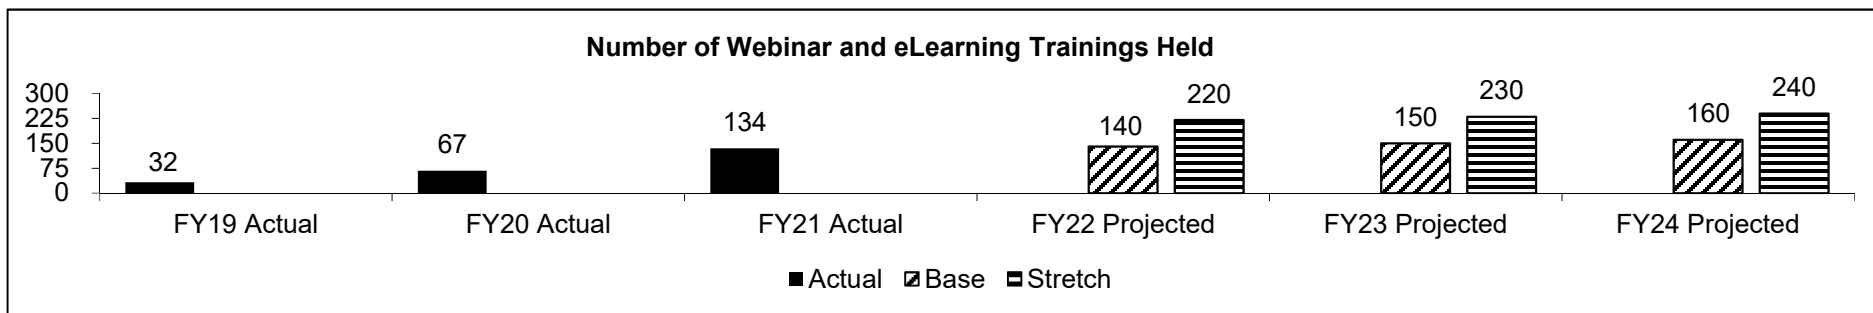 Number of Webinar and eLearning Trainings Held
300
225
150
75
0
32
67
134
140
220
150
230
160
240
FY19 Actual
FY20 Actual
FY21 Actual
FY22 Projected
FY23 Projected
FY24 Projected
Actual
Base
Stretch